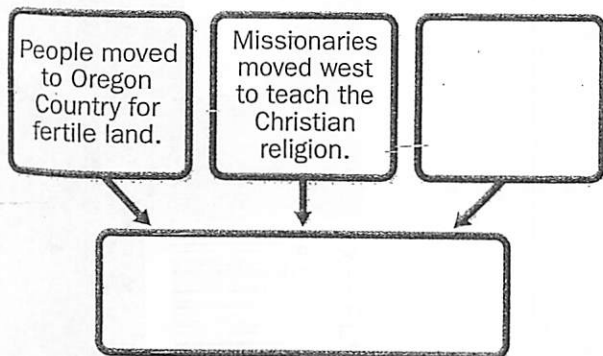 People moved
to Oregon
Country for
fertile land.
Missionaries
moved west
to teach the
Christian
religion.